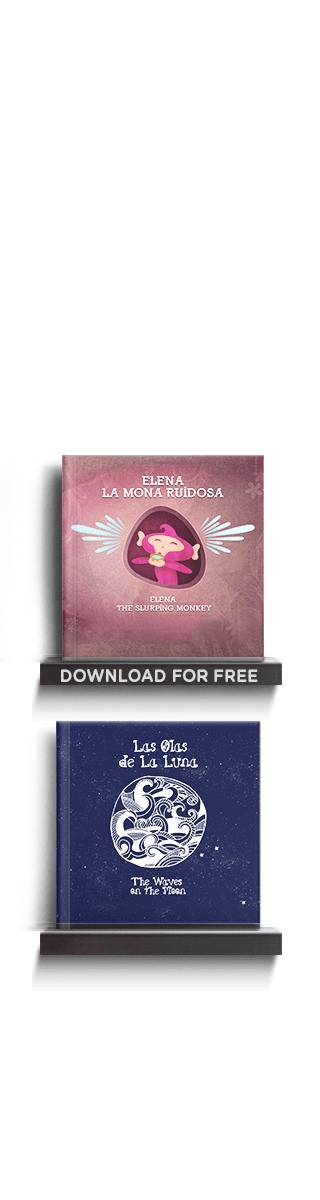 ELENA
LA MONA RUIDOSA
ELENA
THE SLURPING MONKEY
DOWNLOAD FOR FREE
Las Olas
de La Luna
The Waves
on the Moon